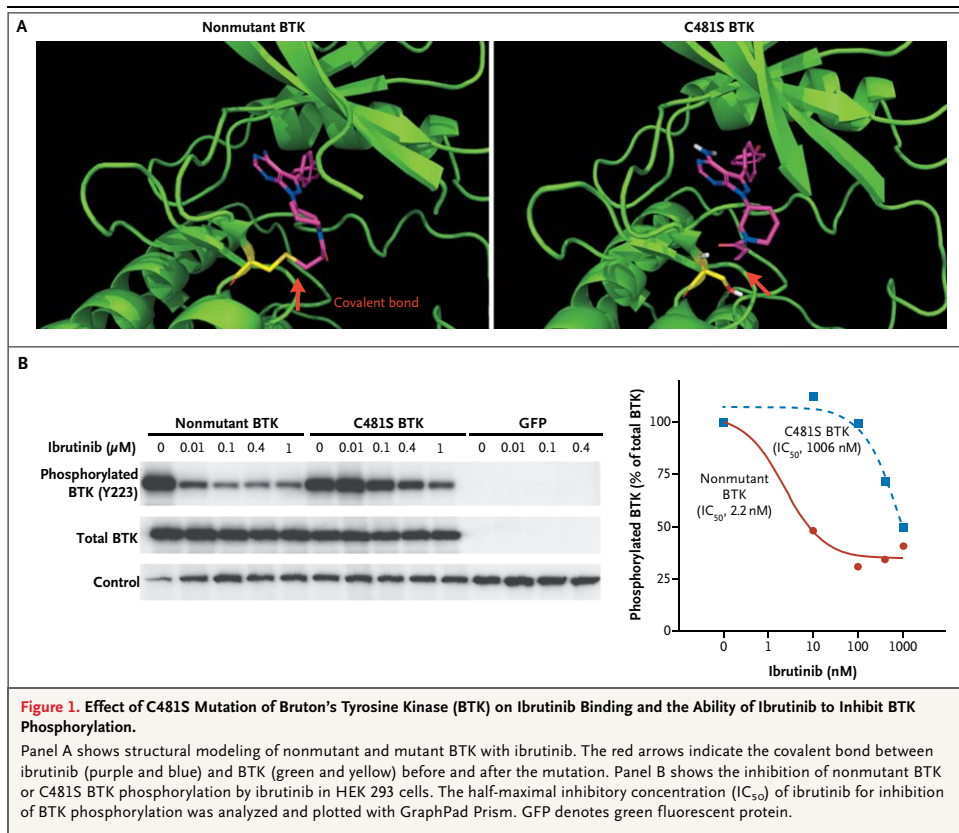 A
Nonmutant BTK
C481S BTK
Covalent bond
B
Nonmutant BTK
C481S BTK
GFP
Ibrutinib (µM)
0 0.01 0.1 0.4 1 0 0.01 0.1 0.4 1 0 0.01 0.1 0.4
Phosphorylated
BTK (Y223)
Total BTK
Control
Phosphorylated BTK (% of total BTK)
100
75
50
25
0
C481S BTK
(IC50, 1006 nM)
Nonmutant
BTK
(IC50, 2.2 nM)
0 1 10 100 1000
Ibrutinib (nM)
Figure 1. Effect of C481S Mutation of Bruton's Tyrosine Kinase (BTK) on Ibrutinib Binding and the Ability of Ibrutinib to Inhibit BTK
Phosphorylation.
Panel A shows structural modeling of nonmutant and mutant BTK with ibrutinib. The red arrows indicate the covalent bond between
ibrutinib (purple and blue) and BTK (green and yellow) before and after the mutation. Panel B shows the inhibition of nonmutant BTK
or C481S BTK phosphorylation by ibrutinib in HEK 293 cells. The half-maximal inhibitory concentration (IC50) of ibrutinib for inhibition
of BTK phosphorylation was analyzed and plotted with GraphPad Prism. GFP denotes green fluorescent protein.